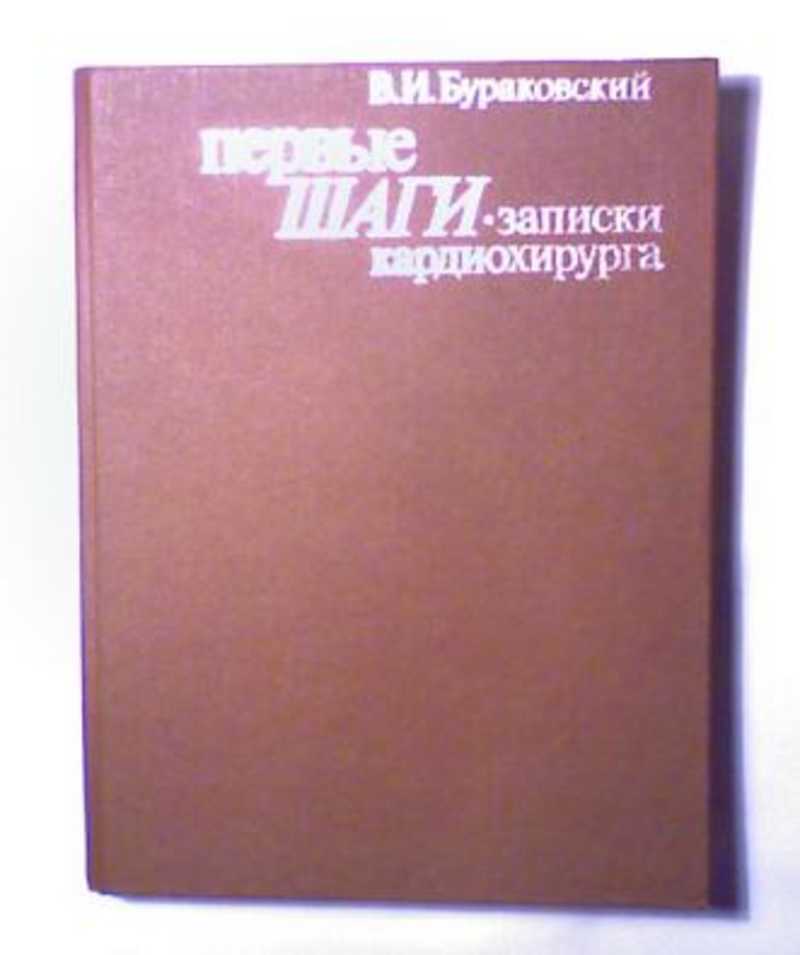 В.И.Бураковский
первые
ШАГИ·записки
кардиохирурга